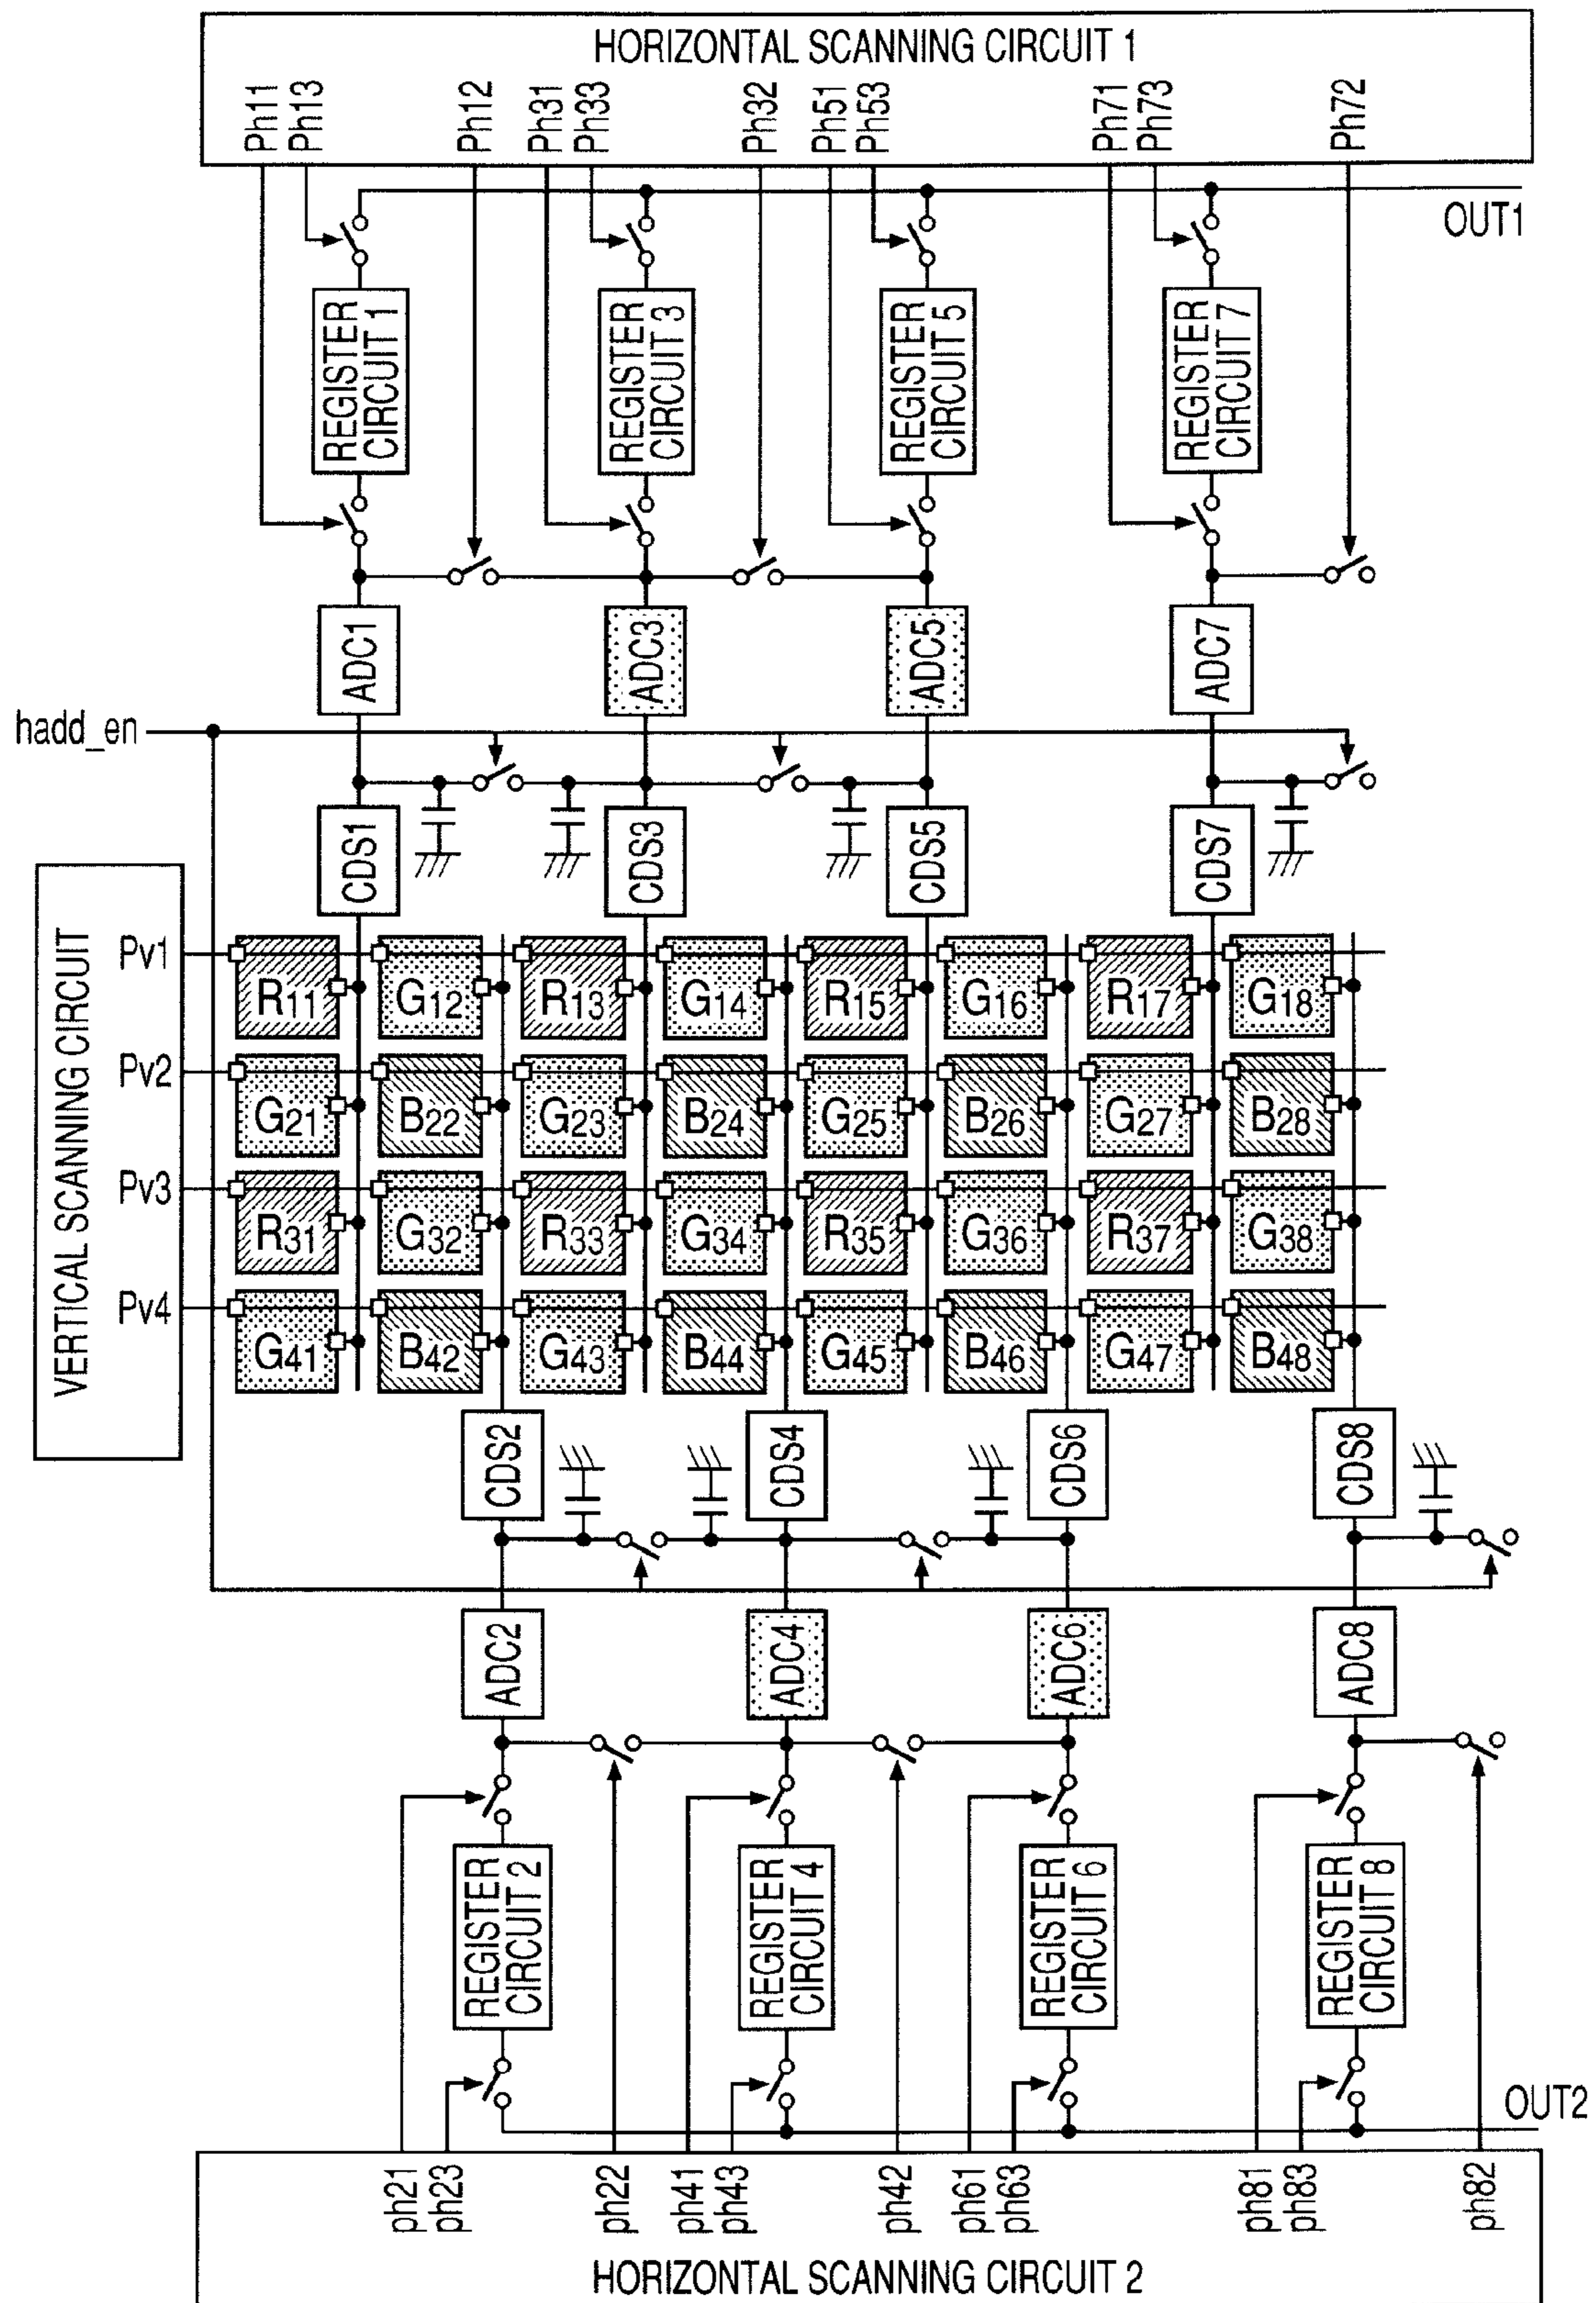 HORIZONTAL SCANNING CIRCUIT 1
Ph11 Ph13 Ph12 Ph31 Ph33 Ph32 Ph51 Ph53 Ph71 Ph73 Ph72
OUT1
REGISTER CIRCUIT 1
REGISTER CIRCUIT 3
REGISTER CIRCUIT 5
REGISTER CIRCUIT 7
ADC1 ADC3 ADC5 ADC7
hadd_en
CDS1 CDS3 CDS5 CDS7
VERTICAL SCANNING CIRCUIT
Pv1 R11 G12 R13 G14 R15 G16 R17 G18
Pv2 G21 B22 G23 B24 G25 B26 G27 B28
Pv3 R31 G32 R33 G34 R35 G36 R37 G38
Pv4 G41 B42 G43 B44 G45 B46 G47 B48
CDS2 CDS4 CDS6 CDS8
ADC2 ADC4 ADC6 ADC8
REGISTER CIRCUIT 2
REGISTER CIRCUIT 4
REGISTER CIRCUIT 6
REGISTER CIRCUIT 8
OUT2
ph21 ph23 ph22 ph41 ph43 ph42 ph61 ph63 ph81 ph83 ph82
HORIZONTAL SCANNING CIRCUIT 2